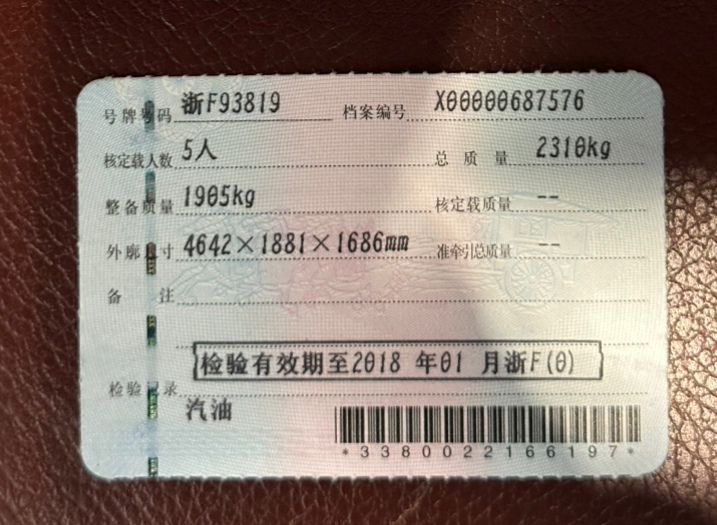 号牌号码 浙F93819 档案编号 X00000687576
核定载人数 5人 总质量 2310kg
整备质量 1905kg 核定载质量 --
外廓尺寸 4642×1881×1686mm 准牵引总质量 --
备注
检验有效期至2018 年01 月浙F(0)
检验记录
汽油
*3380022166197*